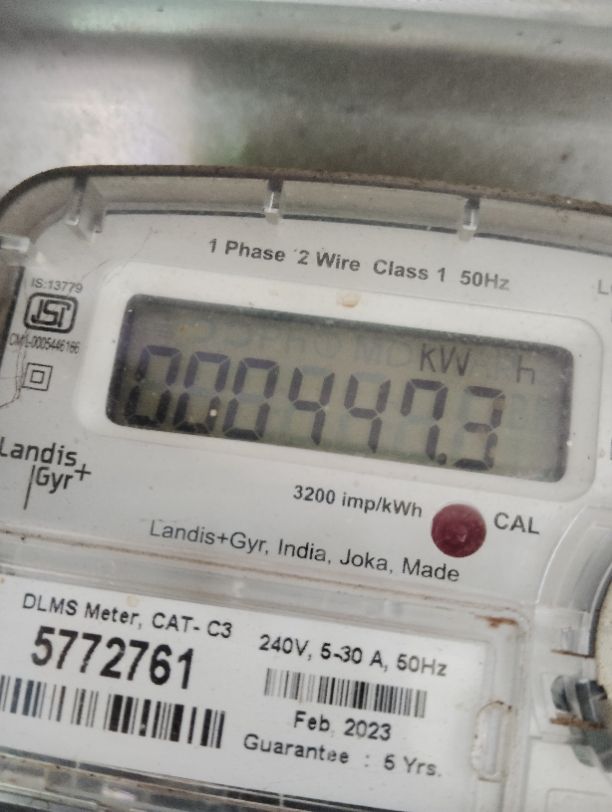 1 Phase 2 Wire Class 1 50Hz
IS:13779
ISI
CM/L-0005446166
kW h
000447.3
Landis
Gyr+
3200 imp/kWh
CAL
Landis+Gyr, India, Joka, Made
DLMS Meter, CAT- C3
5772761
240V, 5-30 A, 50Hz
Feb, 2023
Guarantee : 5 Yrs.